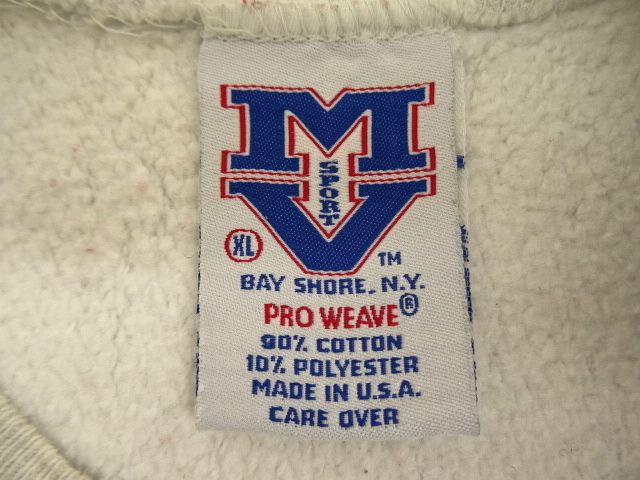 MV
SPORT
XL
TM
BAY SHORE, N.Y.
PRO WEAVE®
90% COTTON
10% POLYESTER
MADE IN U.S.A.
CARE OVER